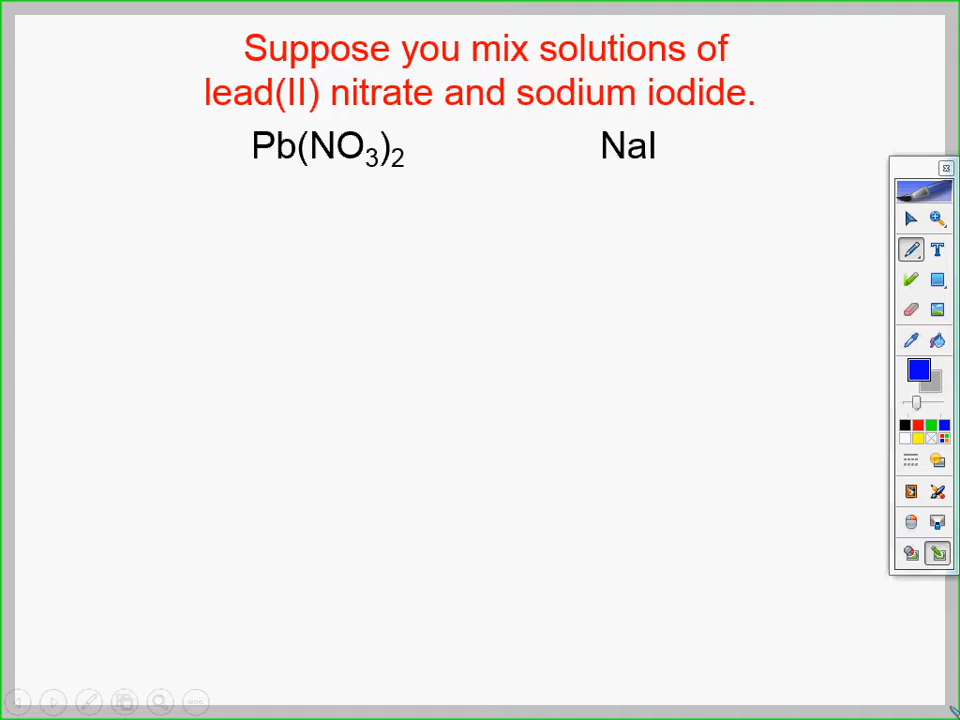 Suppose you mix solutions of
lead(II) nitrate and sodium iodide.
Pb(NO₃)₂ NaI
T